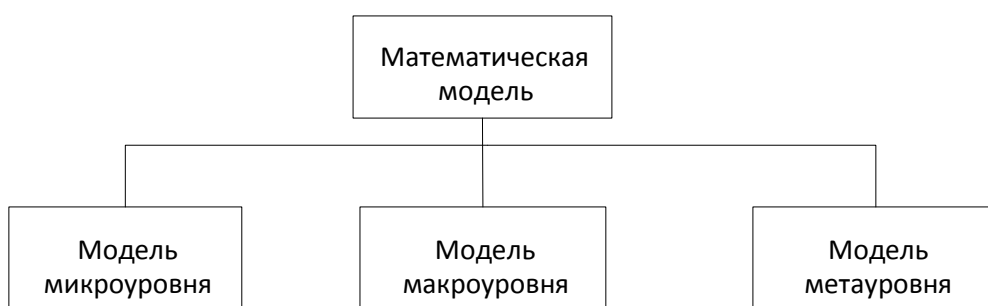 Математическая
модель
Модель
микроуровня
Модель
макроуровня
Модель
метауровня